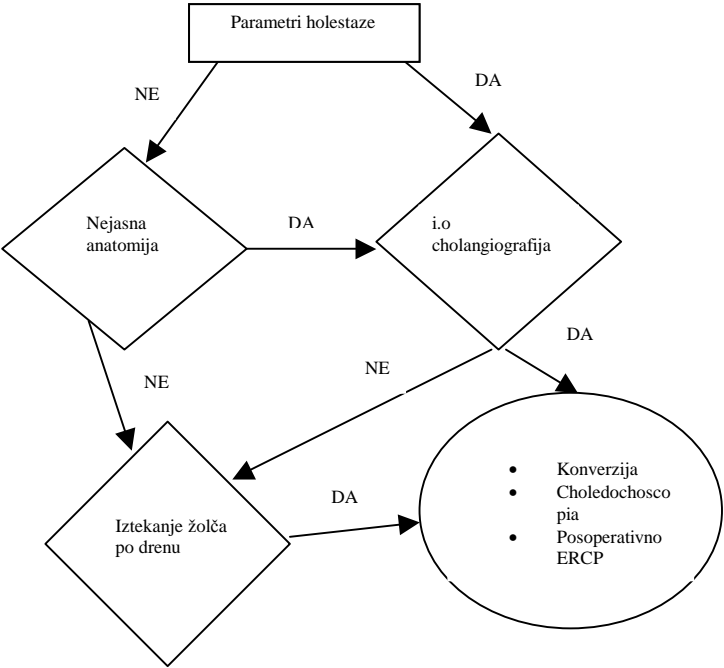 Parametri holestaze
NE
DA
Nejasna
anatomija
DA
i.o
cholangiografija
DA
NE
NE
Iztekanje žolča
po drenu
DA
• Konverzija
• Choledochosco
pia
• Posoperativno
ERCP